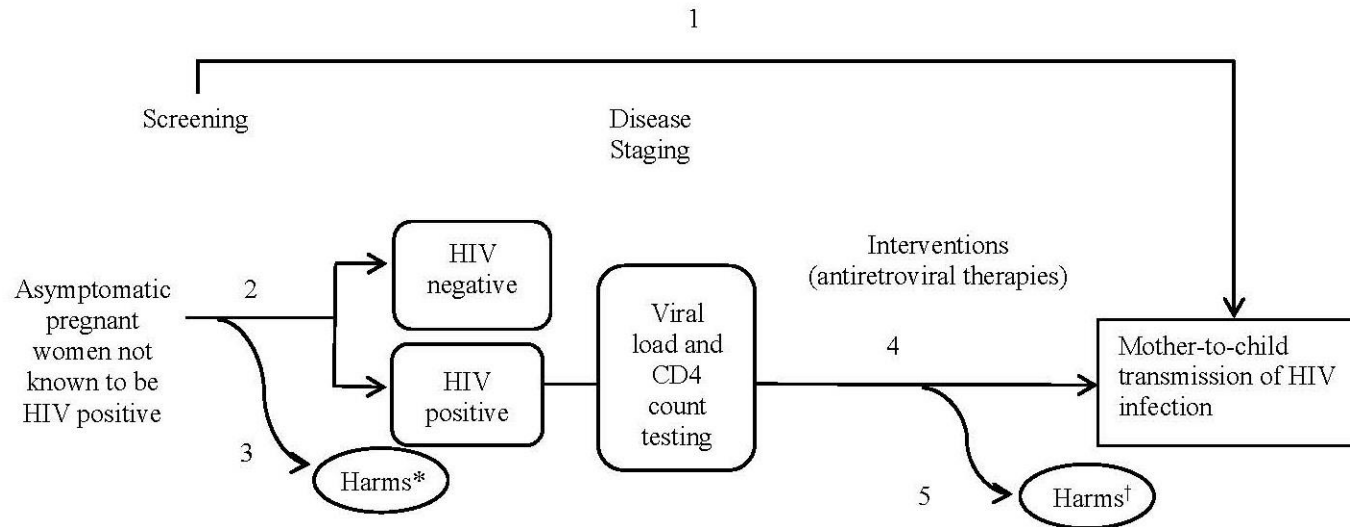 1
Screening
Disease
Staging
Interventions
(antiretroviral therapies)
Asymptomatic
pregnant
women not
known to be
HIV positive
2
3
HIV
negative
HIV
positive
Harms*
Viral
load and
CD4
count
testing
4
5
Harms†
Mother-to-child
transmission of HIV
infection